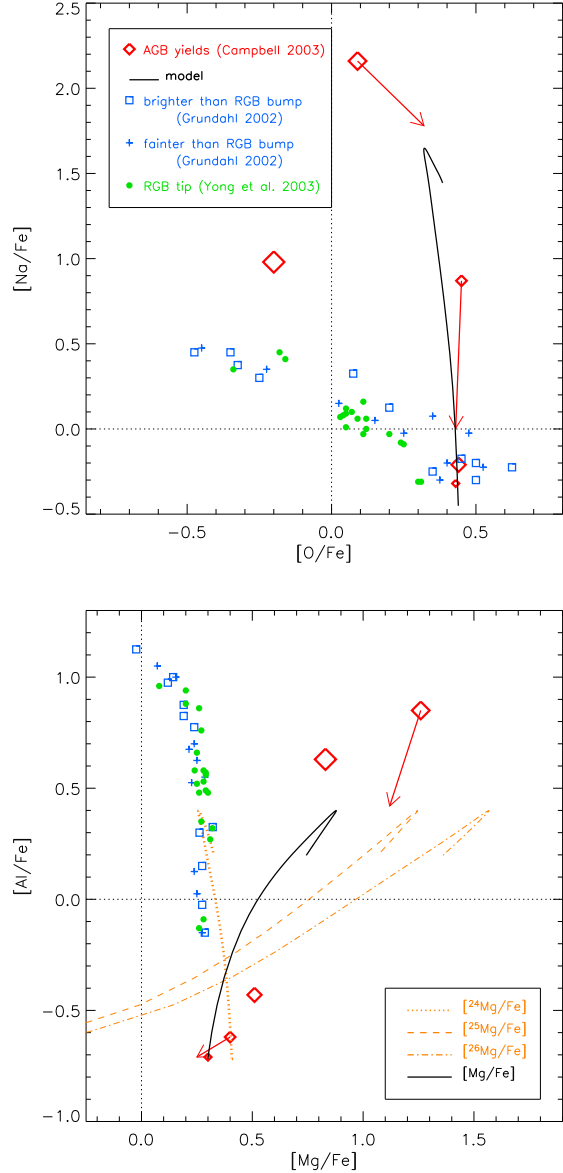 2.5
AGB yields (Campbell 2003)
model
brighter than RGB bump
(Grundahl 2002)
fainter than RGB bump
(Grundahl 2002)
RGB tip (Yong et al. 2003)
2.0
1.5
1.0
0.5
0.0
−0.5
[Na/Fe]
−0.5
0.0
0.5
[O/Fe]
1.0
0.5
0.0
−0.5
−1.0
[Al/Fe]
[24Mg/Fe]
[25Mg/Fe]
[26Mg/Fe]
[Mg/Fe]
0.0
0.5
1.0
1.5
[Mg/Fe]